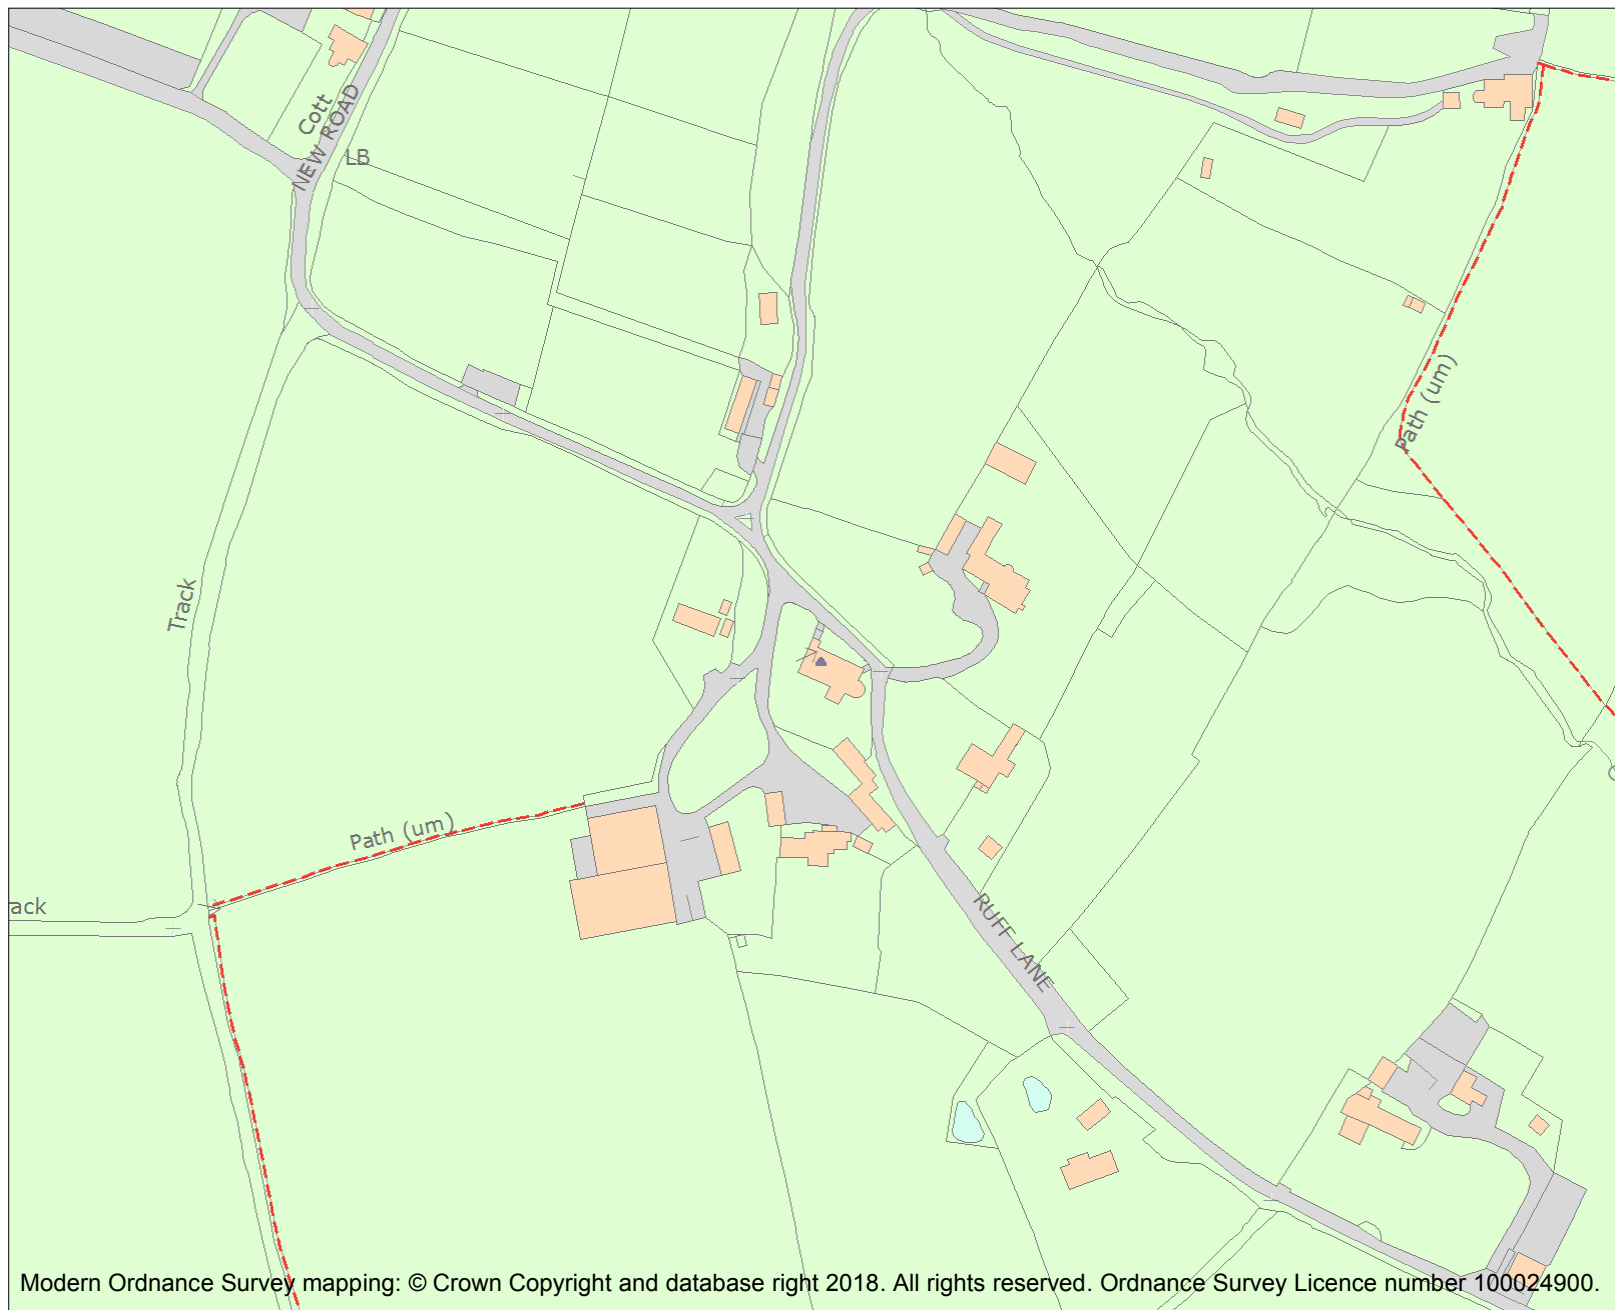 Cott
NEW ROAD
LB
Path (um)
Track
Path (um)
ack
RUFF LANE
Modern Ordnance Survey mapping: © Crown Copyright and database right 2018. All rights reserved. Ordnance Survey Licence number 100024900.